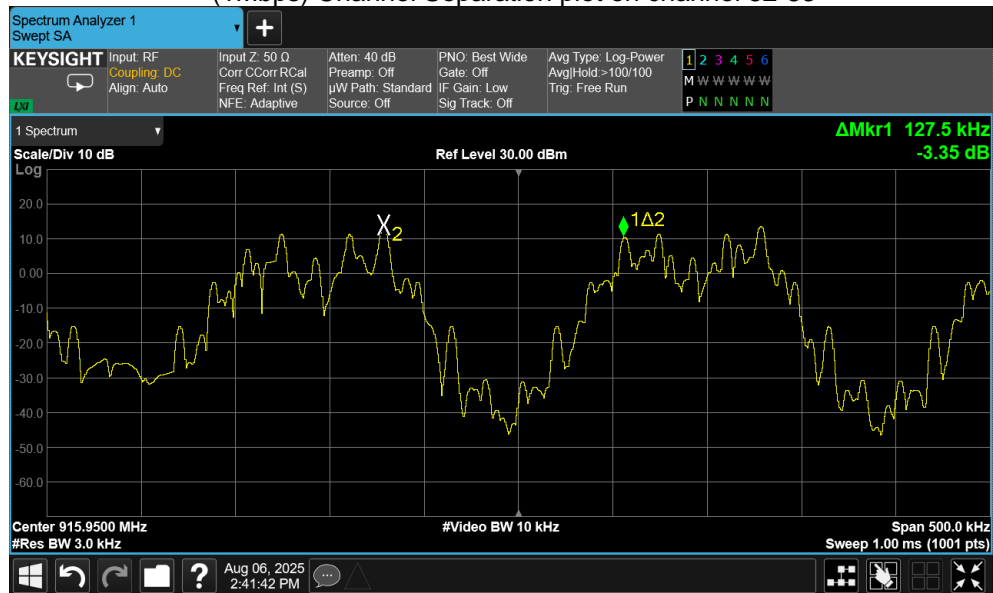 Spectrum Analyzer 1
Swept SA
+
KEYSIGHT
Input: RF
Coupling: DC
Align: Auto
Input Z: 50 Ω
Corr CCorr RCal
Freq Ref: Int (S)
NFE: Adaptive
Atten: 40 dB
Preamp: Off
µW Path: Standard
Source: Off
PNO: Best Wide
Gate: Off
IF Gain: Low
Sig Track: Off
Avg Type: Log-Power
Avg|Hold:>100/100
Trig: Free Run
1 2 3 4 5 6
M W W W W W
P N N N N N
LXI
1 Spectrum
ΔMkr1 127.5 kHz
-3.35 dB
Scale/Div 10 dB
Ref Level 30.00 dBm
Log
20.0
10.0
0.00
-10.0
-20.0
-30.0
-40.0
-50.0
-60.0
X2
1Δ2
Center 915.9500 MHz
#Video BW 10 kHz
Span 500.0 kHz
#Res BW 3.0 kHz
Sweep 1.00 ms (1001 pts)
?
Aug 06, 2025
2:41:42 PM